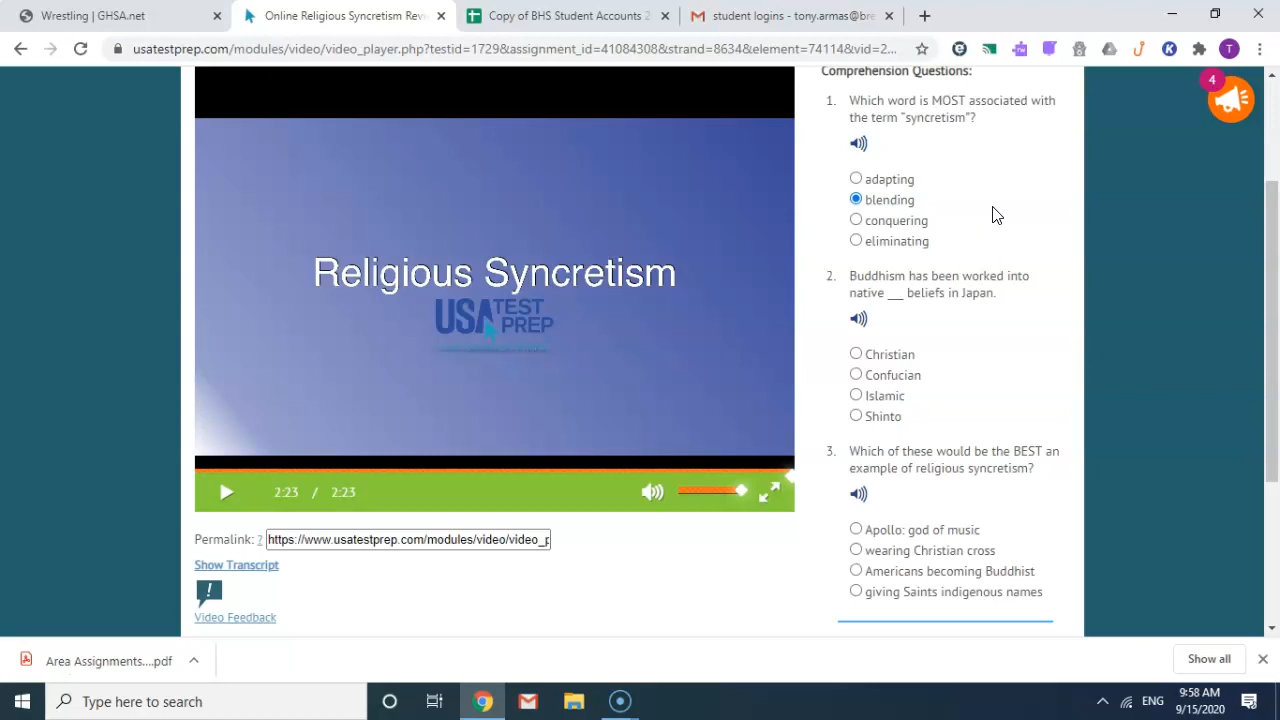 Wrestling | GHSA.net
Online Religious Syncretism Revi
Copy of BHS Student Accounts 2
student logins - tony.armas@bre
usatestprep.com/modules/video/video_player.php?testid=1729&assignment_id=41084308&strand=8634&element=74114&vid=2...
T
4
Religious Syncretism
USA TEST PREP
2:23 / 2:23
Permalink: ? https://www.usatestprep.com/modules/video/video_p
Show Transcript
!
Video Feedback
Comprehension Questions:
1. Which word is MOST associated with
the term "syncretism"?
adapting
blending
conquering
eliminating
2. Buddhism has been worked into
native ___ beliefs in Japan.
Christian
Confucian
Islamic
Shinto
3. Which of these would be the BEST an
example of religious syncretism?
Apollo: god of music
wearing Christian cross
Americans becoming Buddhist
giving Saints indigenous names
Area Assignments....pdf
Show all
Type here to search
ENG
9:58 AM
9/15/2020